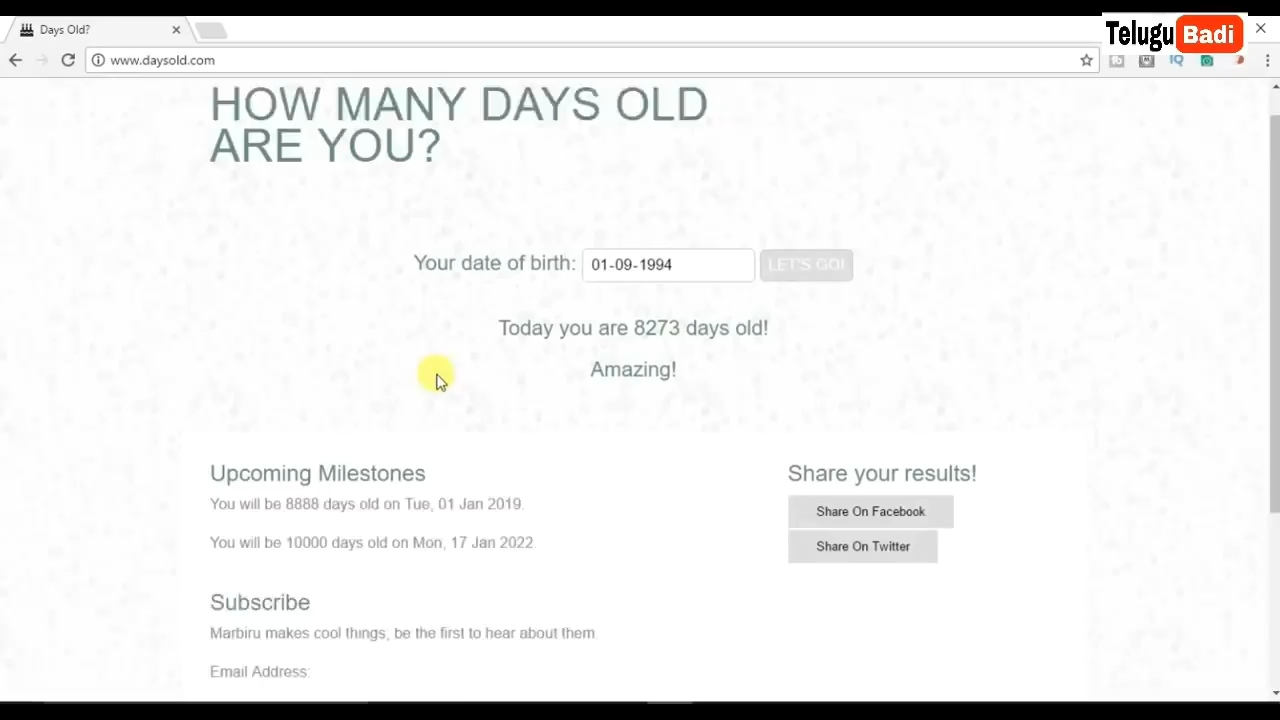 Days Old?
Telugu Badi
www.daysold.com
HOW MANY DAYS OLD
ARE YOU?
Your date of birth: 01-09-1994 LET'S GO!
Today you are 8273 days old!
Amazing!
Upcoming Milestones
You will be 8888 days old on Tue, 01 Jan 2019.
You will be 10000 days old on Mon, 17 Jan 2022.
Share your results!
Share On Facebook
Share On Twitter
Subscribe
Marbiru makes cool things, be the first to hear about them.
Email Address: